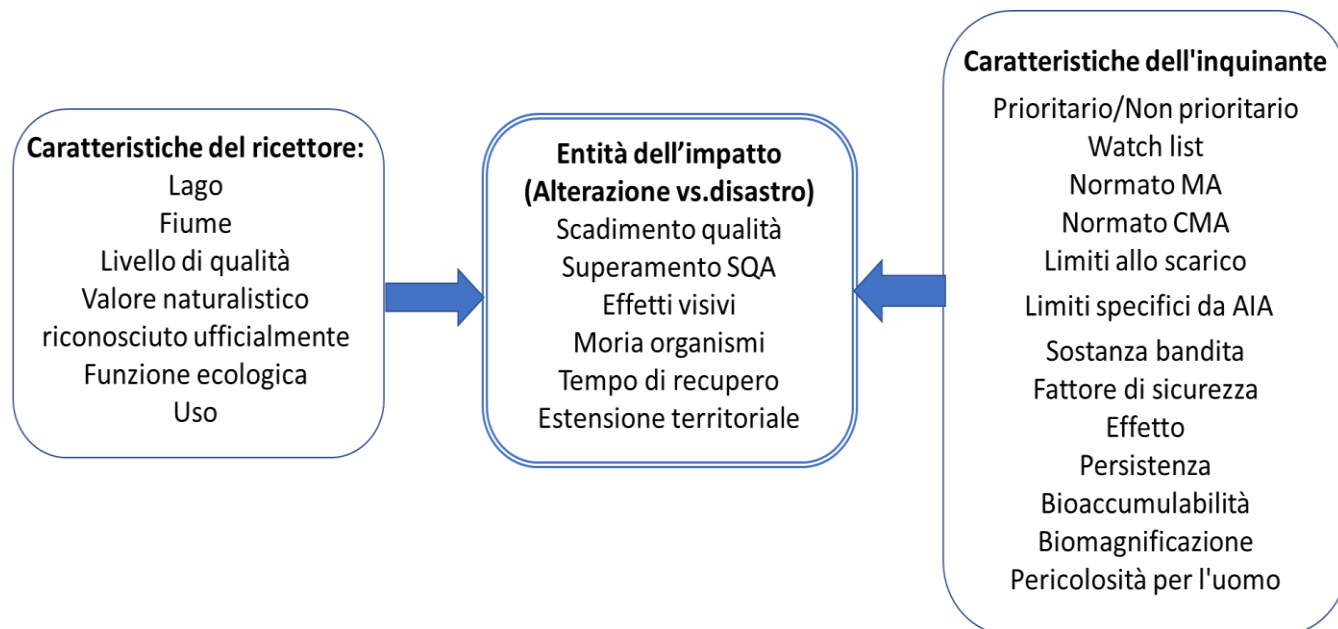 Caratteristiche del ricettore:
Lago
Fiume
Livello di qualità
Valore naturalistico
riconosciuto ufficialmente
Funzione ecologica
Uso
Entità dell’impatto
(Alterazione vs.disastro)
Scadimento qualità
Superamento SQA
Effetti visivi
Moria organismi
Tempo di recupero
Estensione territoriale
Caratteristiche dell'inquinante
Prioritario/Non prioritario
Watch list
Normato MA
Normato CMA
Limiti allo scarico
Limiti specifici da AIA
Sostanza bandita
Fattore di sicurezza
Effetto
Persistenza
Bioaccumulabilità
Biomagnificazione
Pericolosità per l'uomo